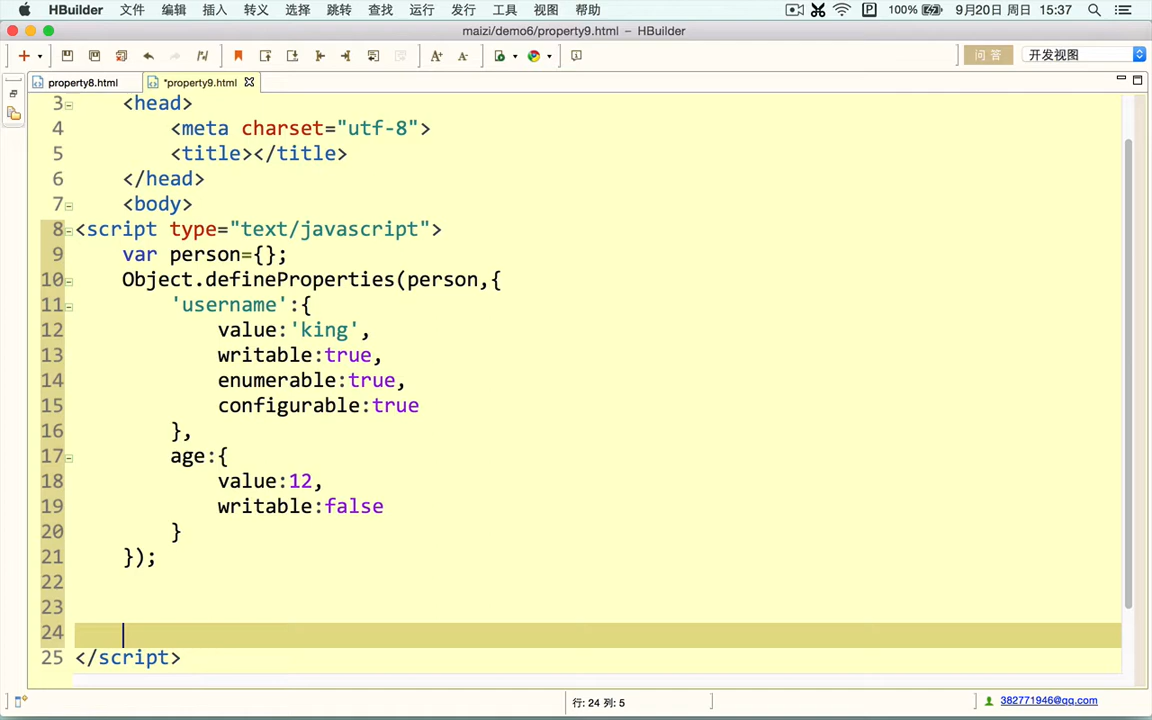 HBuilder 文件 编辑 插入 转义 选择 跳转 查找 运行 发行 工具 视图 帮助 100% 9月20日 周日 15:37
maizi/demo6/property9.html – HBuilder
问 答 开发视图
property8.html *property9.html
3 <head>
4 <meta charset="utf-8">
5 <title></title>
6 </head>
7 <body>
8 <script type="text/javascript">
9 var person={};
10 Object.defineProperties(person,{
11 'username':{
12 value:'king',
13 writable:true,
14 enumerable:true,
15 configurable:true
16 },
17 age:{
18 value:12,
19 writable:false
20 }
21 });
22
23
24
25 </script>
行: 24 列: 5 382771946@qq.com